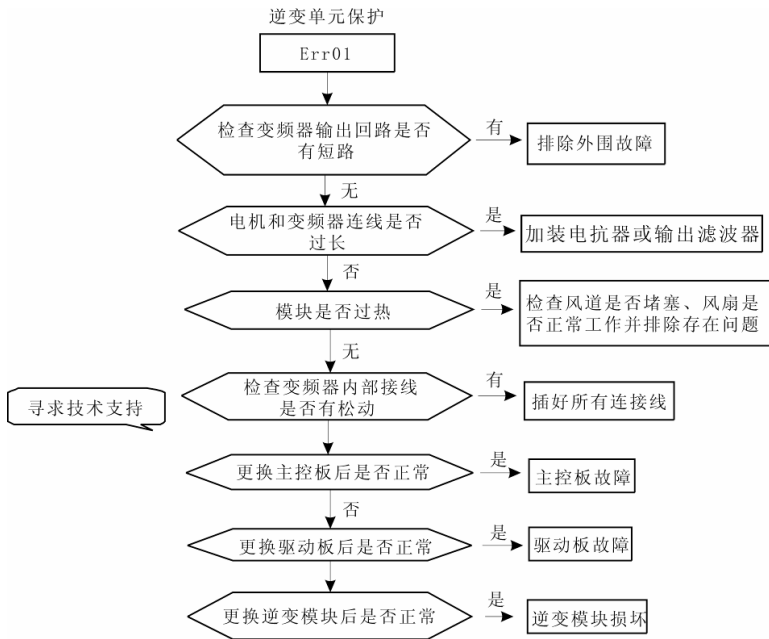 逆变单元保护
Err01
检查变频器输出回路是否
有短路
有
排除外围故障
无
电机和变频器连线是否
过长
是
加装电抗器或输出滤波器
否
模块是否过热
是
检查风道是否堵塞、风扇是
否正常工作并排除存在问题
无
检查变频器内部接线
是否有松动
有
插好所有连接线
寻求技术支持
更换主控板后是否正常
是
主控板故障
否
更换驱动板后是否正常
是
驱动板故障
更换逆变模块后是否正常
是
逆变模块损坏